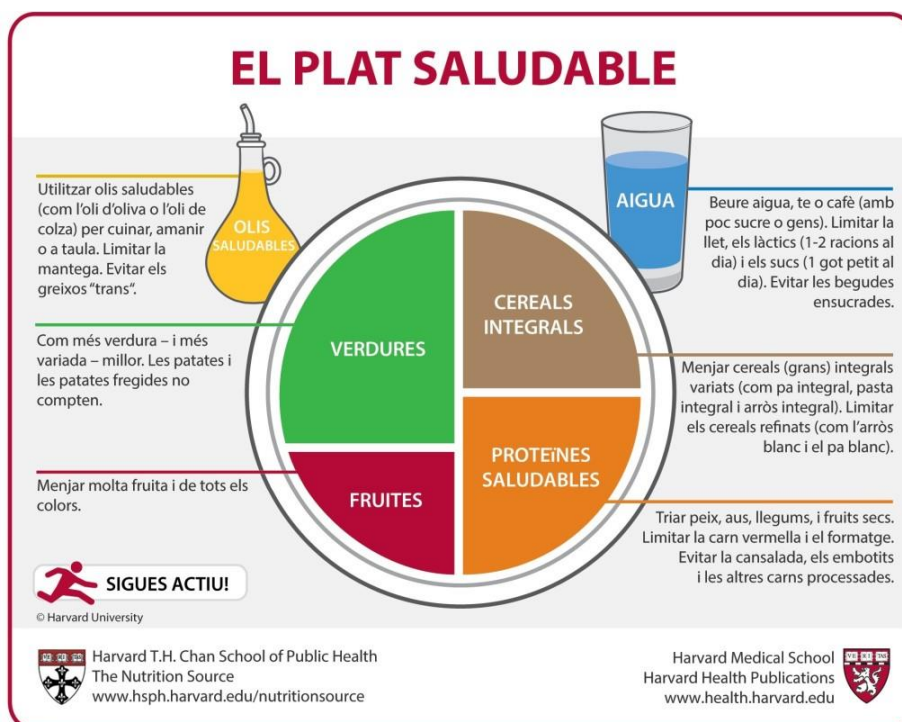 EL PLAT SALUDABLE
Utilitzar olis saludables
(com l'oli d'oliva o l'oli de
colza) per cuinar, amanir
o a taula. Limitar la
mantega. Evitar els
greixos "trans".
OLIS
SALUDABLES
AIGUA
Beure aigua, te o cafè (amb
poc sucre o gens). Limitar la
llet, els làctics (1-2 racions al
dia) i els sucs (1 got petit al
dia). Evitar les begudes
ensucrades.
Com més verdura – i més
variada – millor. Les patates i
les patates fregides no
compten.
VERDURES
CEREALS
INTEGRALS
Menjar cereals (grans) integrals
variats (com pa integral, pasta
integral i arròs integral). Limitar
els cereals refinats (com l'arròs
blanc i el pa blanc).
Menjar molta fruita i de tots els
colors.
FRUITES
PROTEïNES
SALUDABLES
Triar peix, aus, llegums, i fruits secs.
Limitar la carn vermella i el formatge.
Evitar la cansalada, els embotits
i les altres carns processades.
SIGUES ACTIU!
© Harvard University
Harvard T.H. Chan School of Public Health
The Nutrition Source
www.hsph.harvard.edu/nutritionsource
Harvard Medical School
Harvard Health Publications
www.health.harvard.edu
VE RI TAS